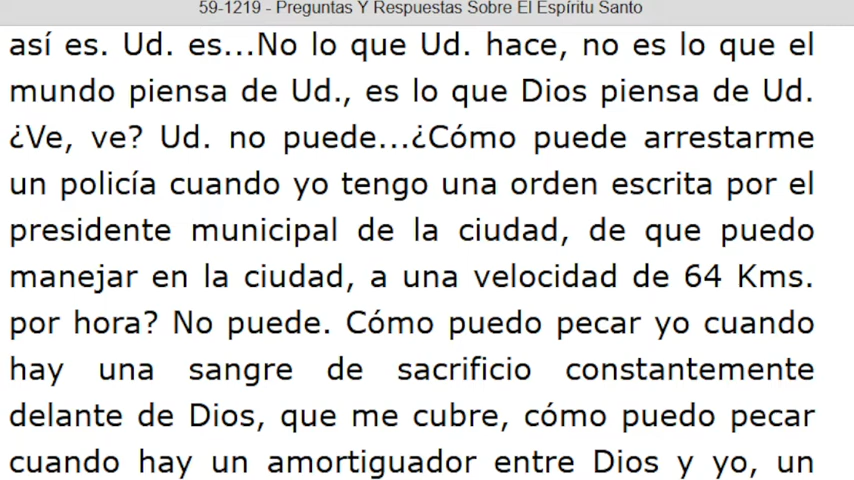 59-1219 - Preguntas Y Respuestas Sobre El Espíritu Santo
así es. Ud. es...No lo que Ud. hace, no es lo que el
mundo piensa de Ud., es lo que Dios piensa de Ud.
¿Ve, ve? Ud. no puede...¿Cómo puede arrestarme
un policía cuando yo tengo una orden escrita por el
presidente municipal de la ciudad, de que puedo
manejar en la ciudad, a una velocidad de 64 Kms.
por hora? No puede. Cómo puedo pecar yo cuando
hay una sangre de sacrificio constantemente
delante de Dios, que me cubre, cómo puedo pecar
cuando hay un amortiguador entre Dios y yo, un